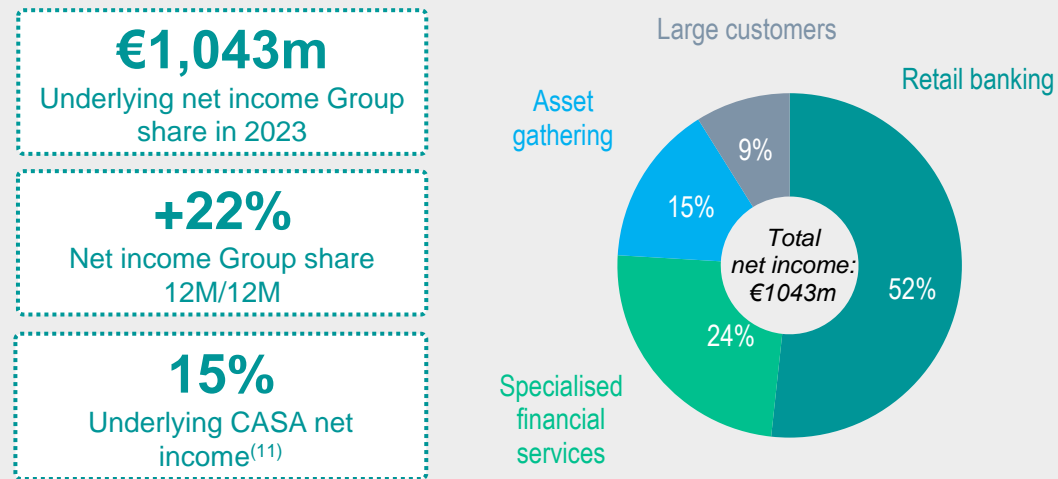 €1,043m
Underlying net income Group
share in 2023
+22%
Net income Group share
12M/12M
15%
Underlying CASA net
income(11)
Large customers
Retail banking
Asset
gathering
9%
15%
Total
net income:
€1043m
52%
24%
Specialised
financial
services